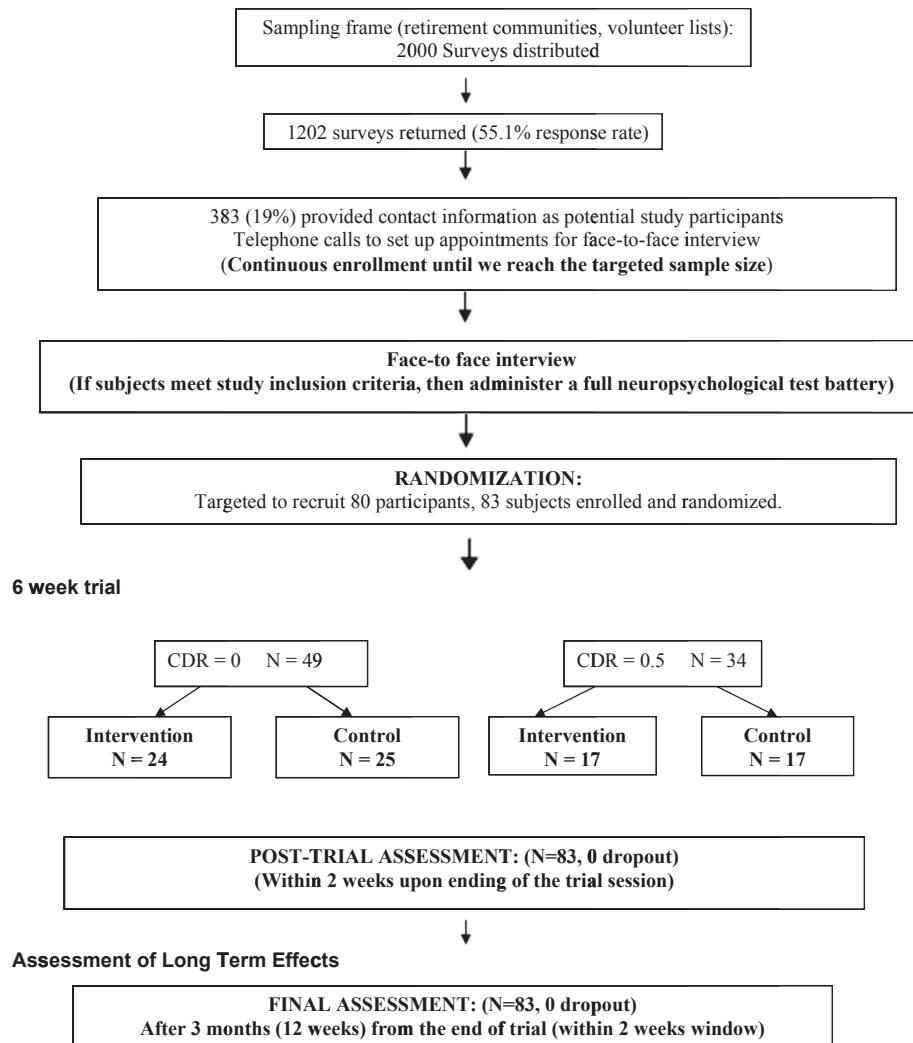 Sampling frame (retirement communities, volunteer lists):
2000 Surveys distributed
1202 surveys returned (55.1% response rate)
383 (19%) provided contact information as potential study participants
Telephone calls to set up appointments for face-to-face interview
(Continuous enrollment until we reach the targeted sample size)
Face-to face interview
(If subjects meet study inclusion criteria, then administer a full neuropsychological test battery)
RANDOMIZATION:
Targeted to recruit 80 participants, 83 subjects enrolled and randomized.
6 week trial
CDR = 0 N = 49
CDR = 0.5 N = 34
Intervention
N = 24
Control
N = 25
Intervention
N = 17
Control
N = 17
POST-TRIAL ASSESSMENT: (N=83, 0 dropout)
(Within 2 weeks upon ending of the trial session)
Assessment of Long Term Effects
FINAL ASSESSMENT: (N=83, 0 dropout)
After 3 months (12 weeks) from the end of trial (within 2 weeks window)